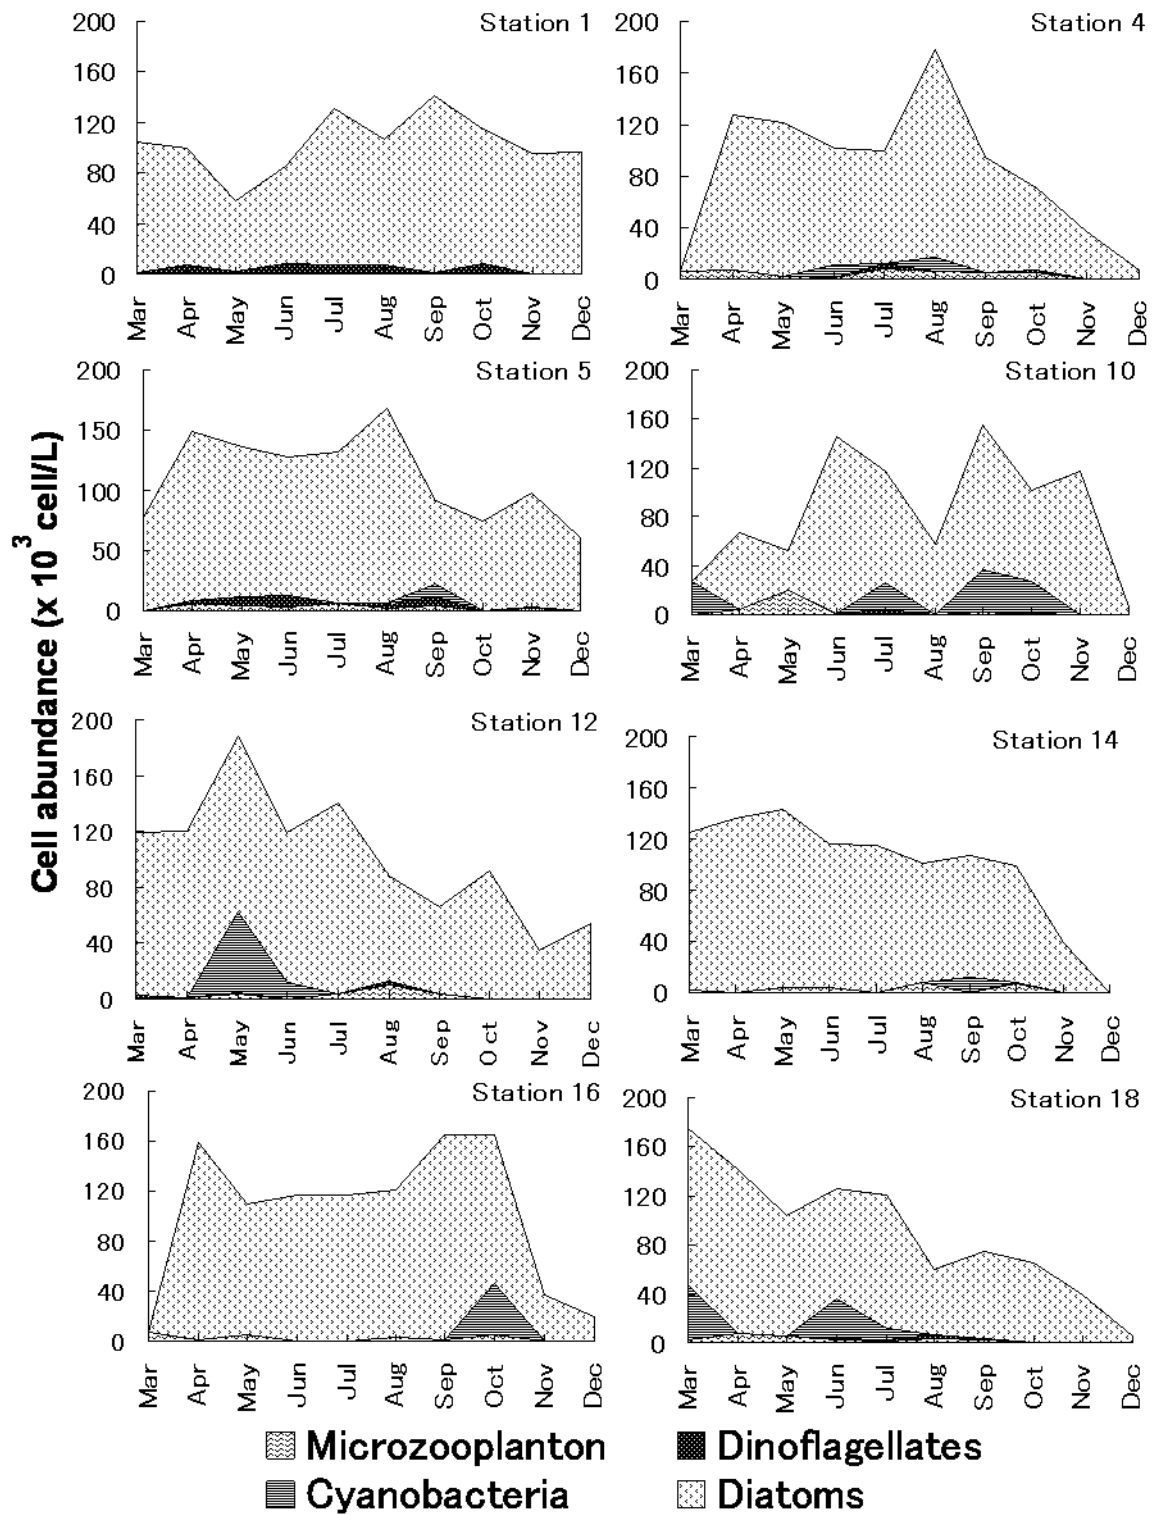 Cell abundance (x 10³ cell/L)
Station 1
200
160
120
80
40
0
Mar Apr May Jun Jul Aug Sep Oct Nov Dec
Station 4
200
160
120
80
40
0
Mar Apr May Jun Jul Aug Sep Oct Nov Dec
Station 5
200
150
100
50
0
Mar Apr May Jun Jul Aug Sep Oct Nov Dec
Station 10
200
160
120
80
40
0
Mar Apr May Jun Jul Aug Sep Oct Nov Dec
Station 12
200
160
120
80
40
0
Mar Apr May Jun Jul Aug Sep Oct Nov Dec
Station 14
200
160
120
80
40
0
Mar Apr May Jun Jul Aug Sep Oct Nov Dec
Station 16
200
160
120
80
40
0
Mar Apr May Jun Jul Aug Sep Oct Nov Dec
Station 18
200
160
120
80
40
0
Mar Apr May Jun Jul Aug Sep Oct Nov Dec
Microzooplanton
Dinoflagellates
Cyanobacteria
Diatoms